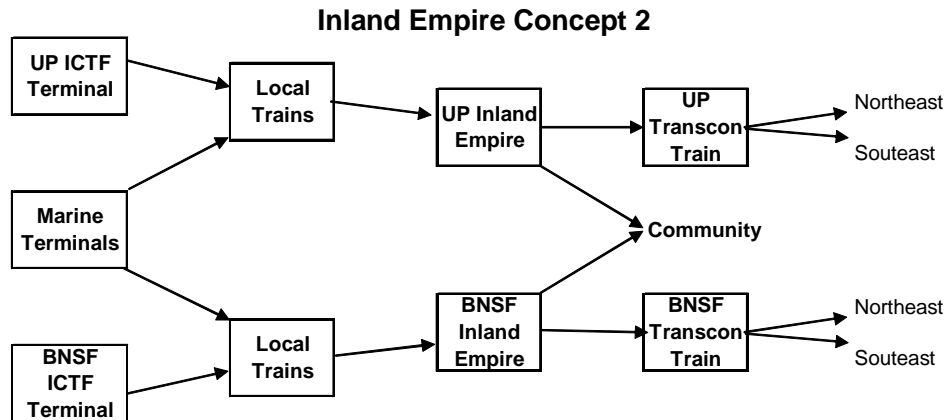 Inland Empire Concept 2
UP ICTF
Terminal
Local
Trains
UP Inland
Empire
UP
Transcon
Train
Northeast
Souteast
Marine
Terminals
Community
BNSF
ICTF
Terminal
Local
Trains
BNSF
Inland
Empire
BNSF
Transcon
Train
Northeast
Souteast